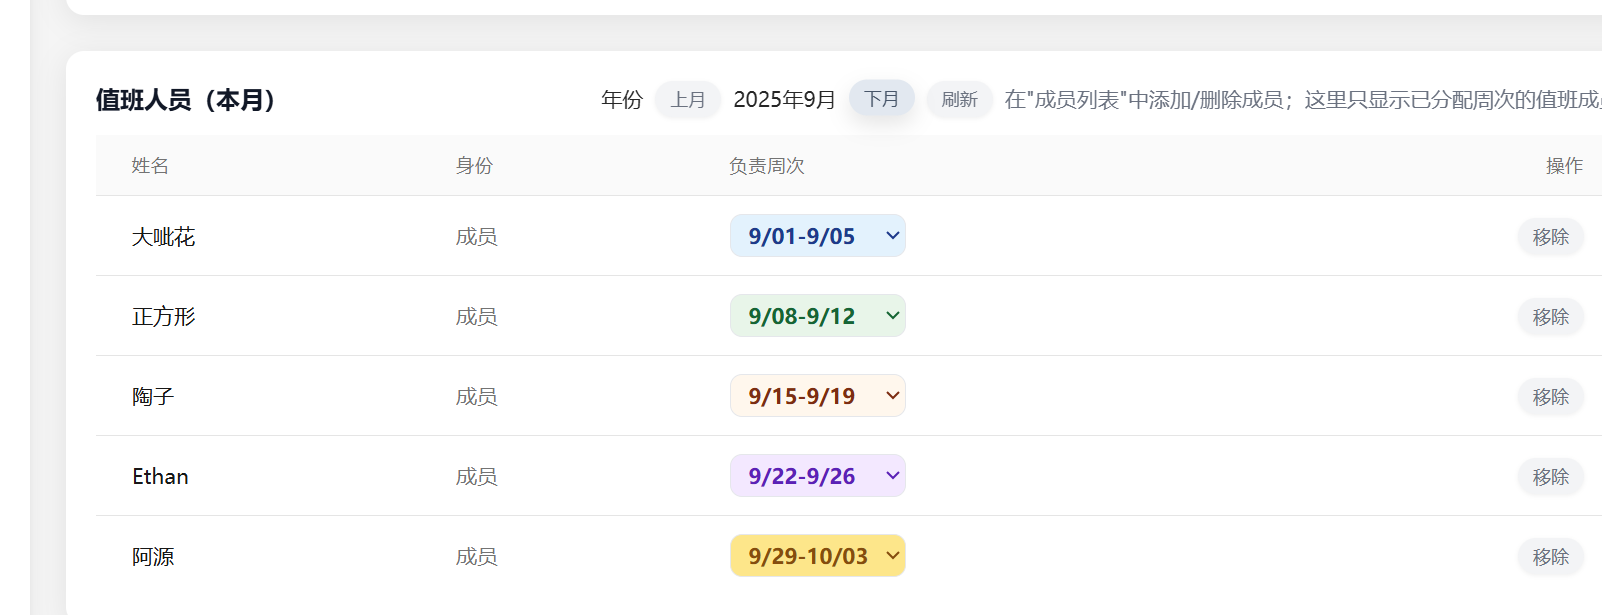 值班人员（本月） 年份 上月 2025年9月 下月 刷新 在"成员列表"中添加/删除成员；这里只显示已分配周次的值班成
姓名 身份 负责周次 操作
大呲花 成员 9/01-9/05 移除
正方形 成员 9/08-9/12 移除
陶子 成员 9/15-9/19 移除
Ethan 成员 9/22-9/26 移除
阿源 成员 9/29-10/03 移除